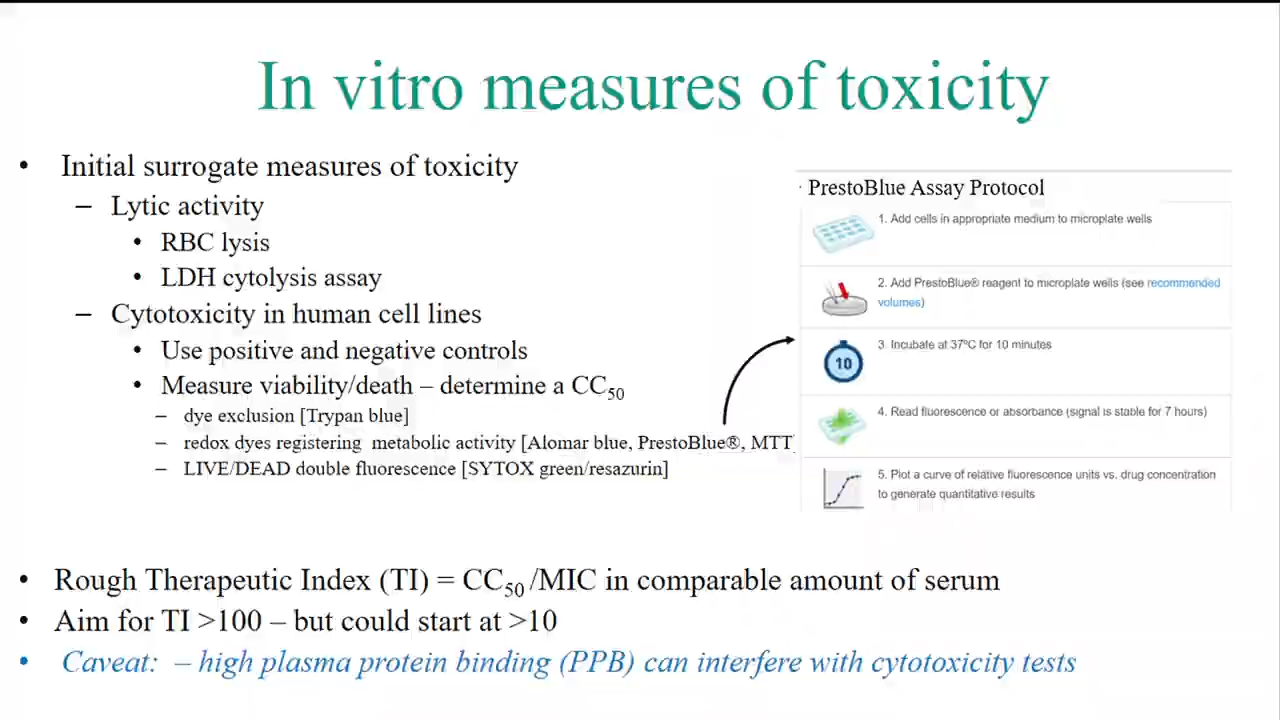 In vitro measures of toxicity
• Initial surrogate measures of toxicity
– Lytic activity
• RBC lysis
• LDH cytolysis assay
– Cytotoxicity in human cell lines
• Use positive and negative controls
• Measure viability/death – determine a CC50
– dye exclusion [Trypan blue]
– redox dyes registering metabolic activity [Alomar blue, PrestoBlue®, MTT]
– LIVE/DEAD double fluorescence [SYTOX green/resazurin]
PrestoBlue Assay Protocol
1. Add cells in appropriate medium to microplate wells
2. Add PrestoBlue® reagent to microplate wells (see recommended
volumes)
10
3. Incubate at 37ºC for 10 minutes
4. Read fluorescence or absorbance (signal is stable for 7 hours)
5. Plot a curve of relative fluorescence units vs. drug concentration
to generate quantitative results
• Rough Therapeutic Index (TI) = CC50 /MIC in comparable amount of serum
• Aim for TI >100 – but could start at >10
• Caveat: – high plasma protein binding (PPB) can interfere with cytotoxicity tests